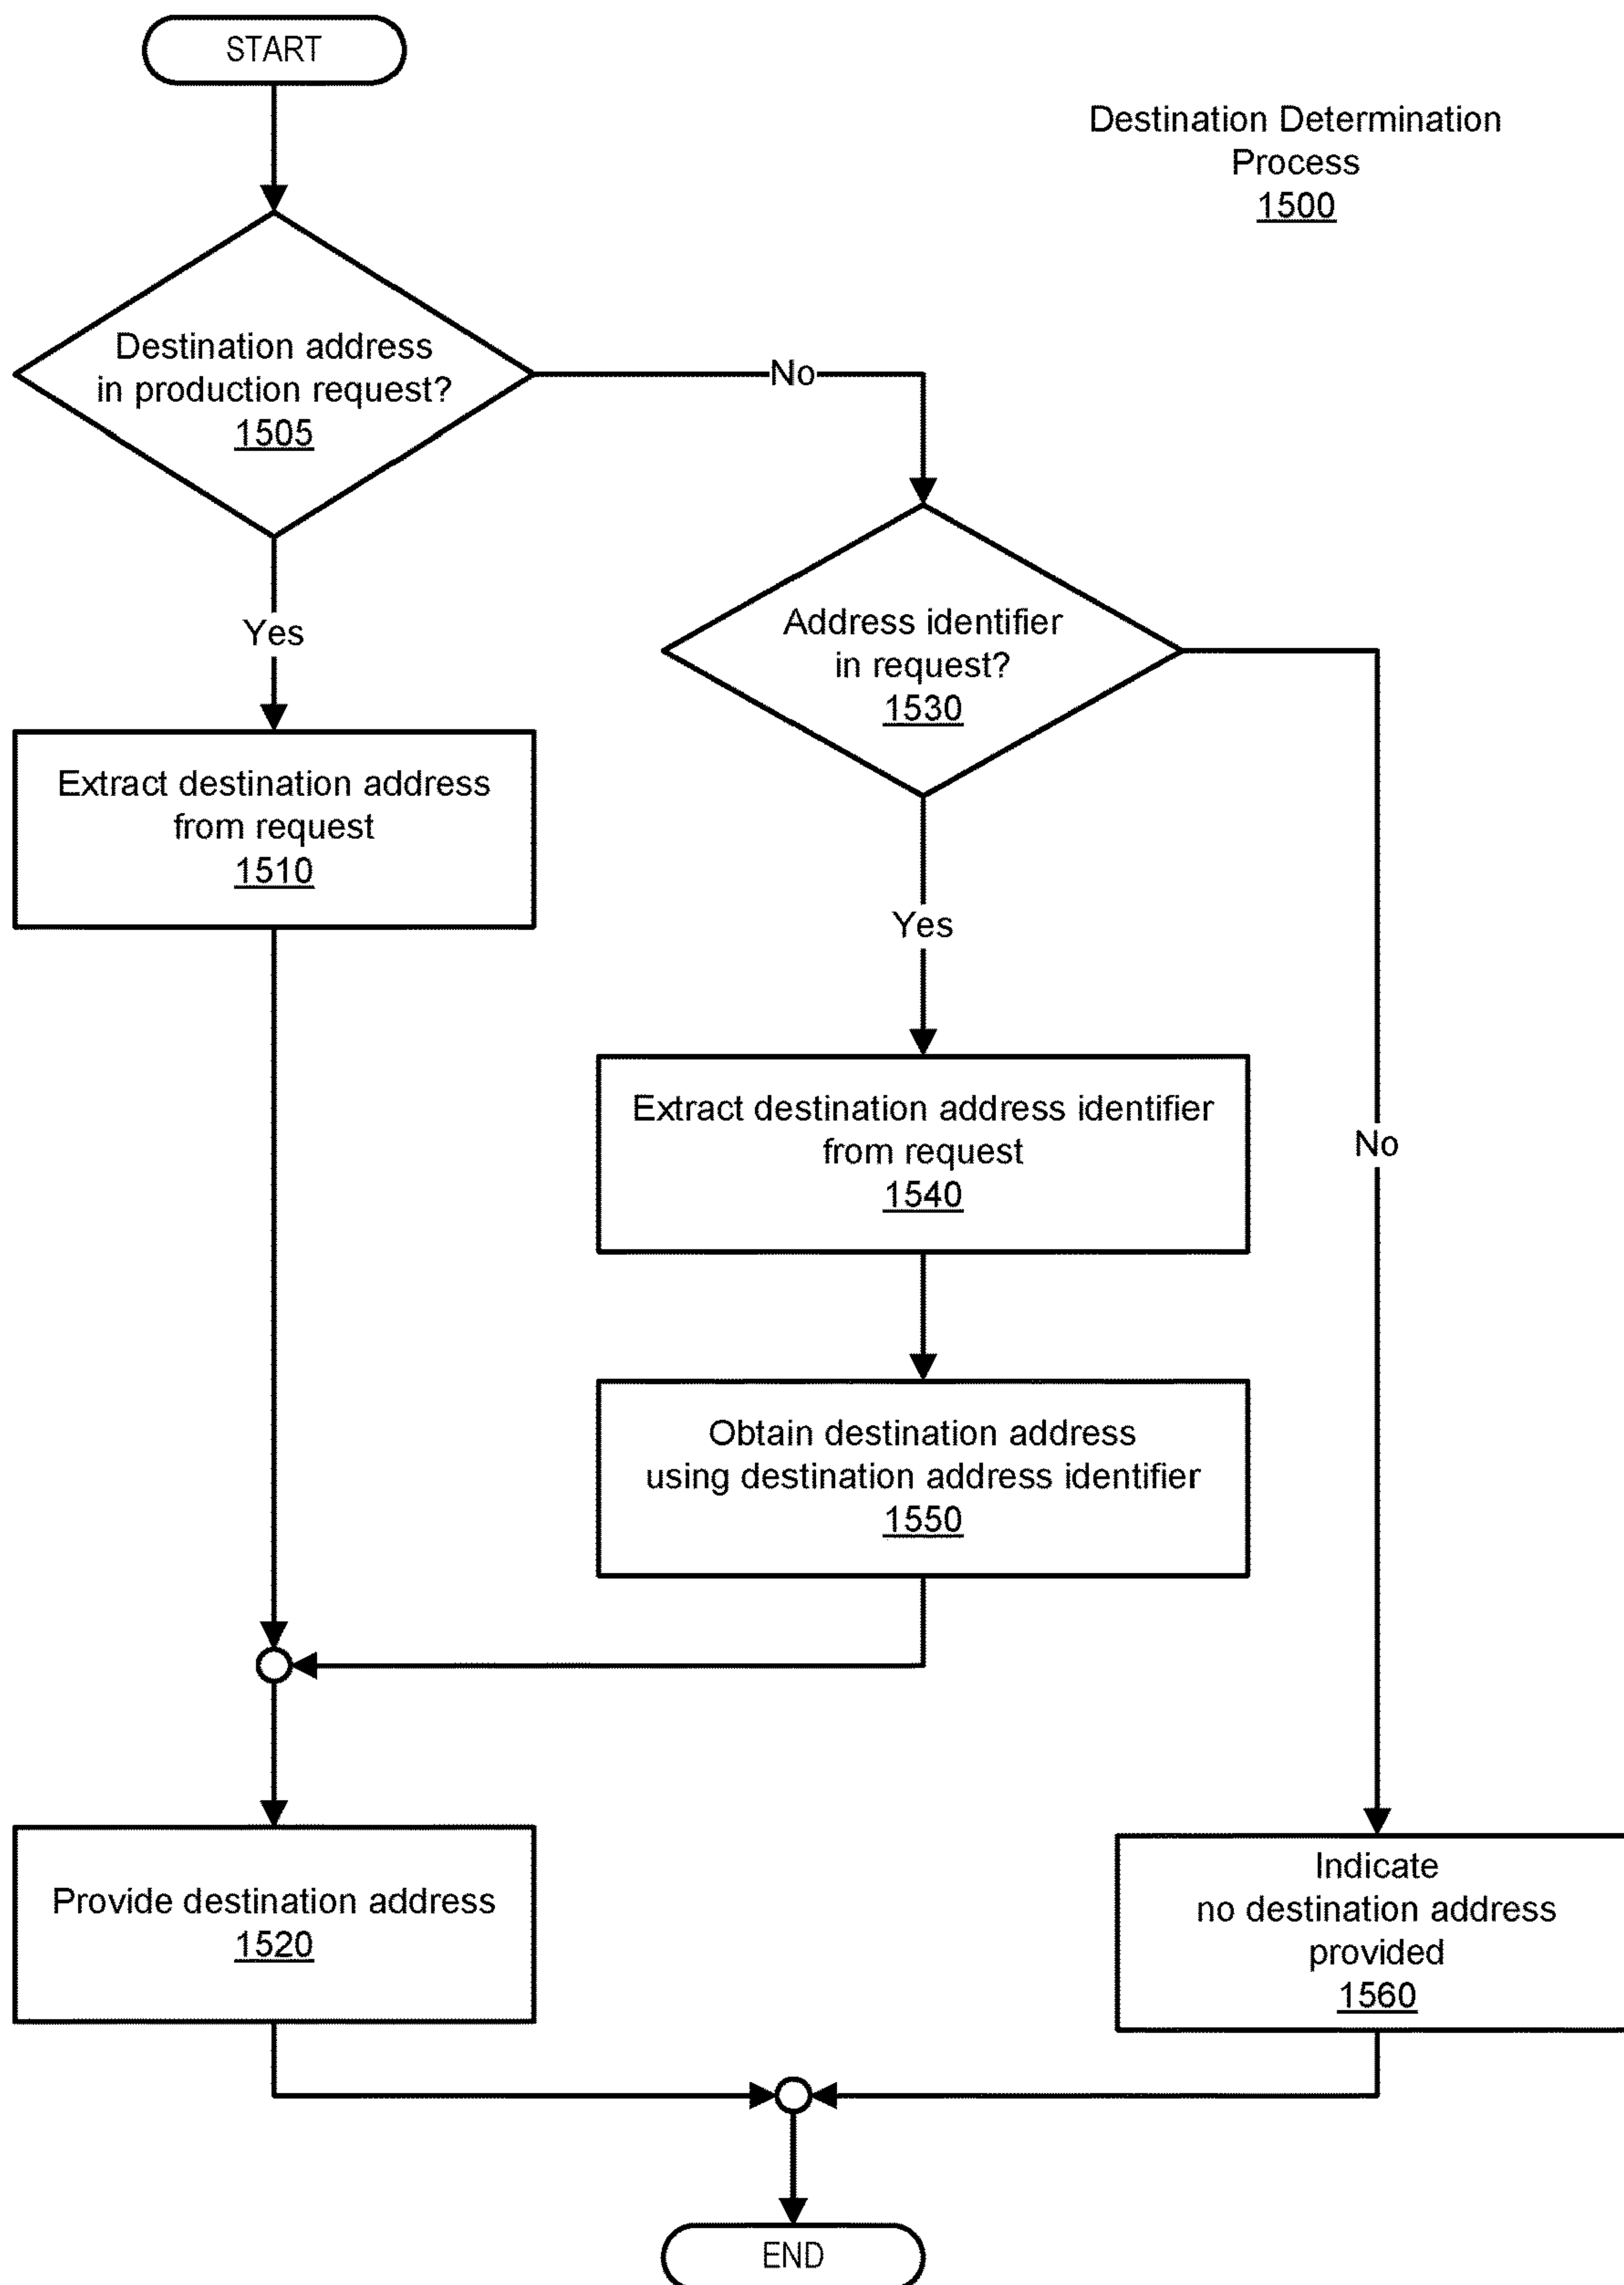 START
Destination Determination
Process
1500
Destination address
in production request?
1505
No
Yes
Address identifier
in request?
1530
Extract destination address
from request
1510
Yes
Extract destination address identifier
from request
1540
No
Obtain destination address
using destination address identifier
1550
Provide destination address
1520
Indicate
no destination address
provided
1560
END